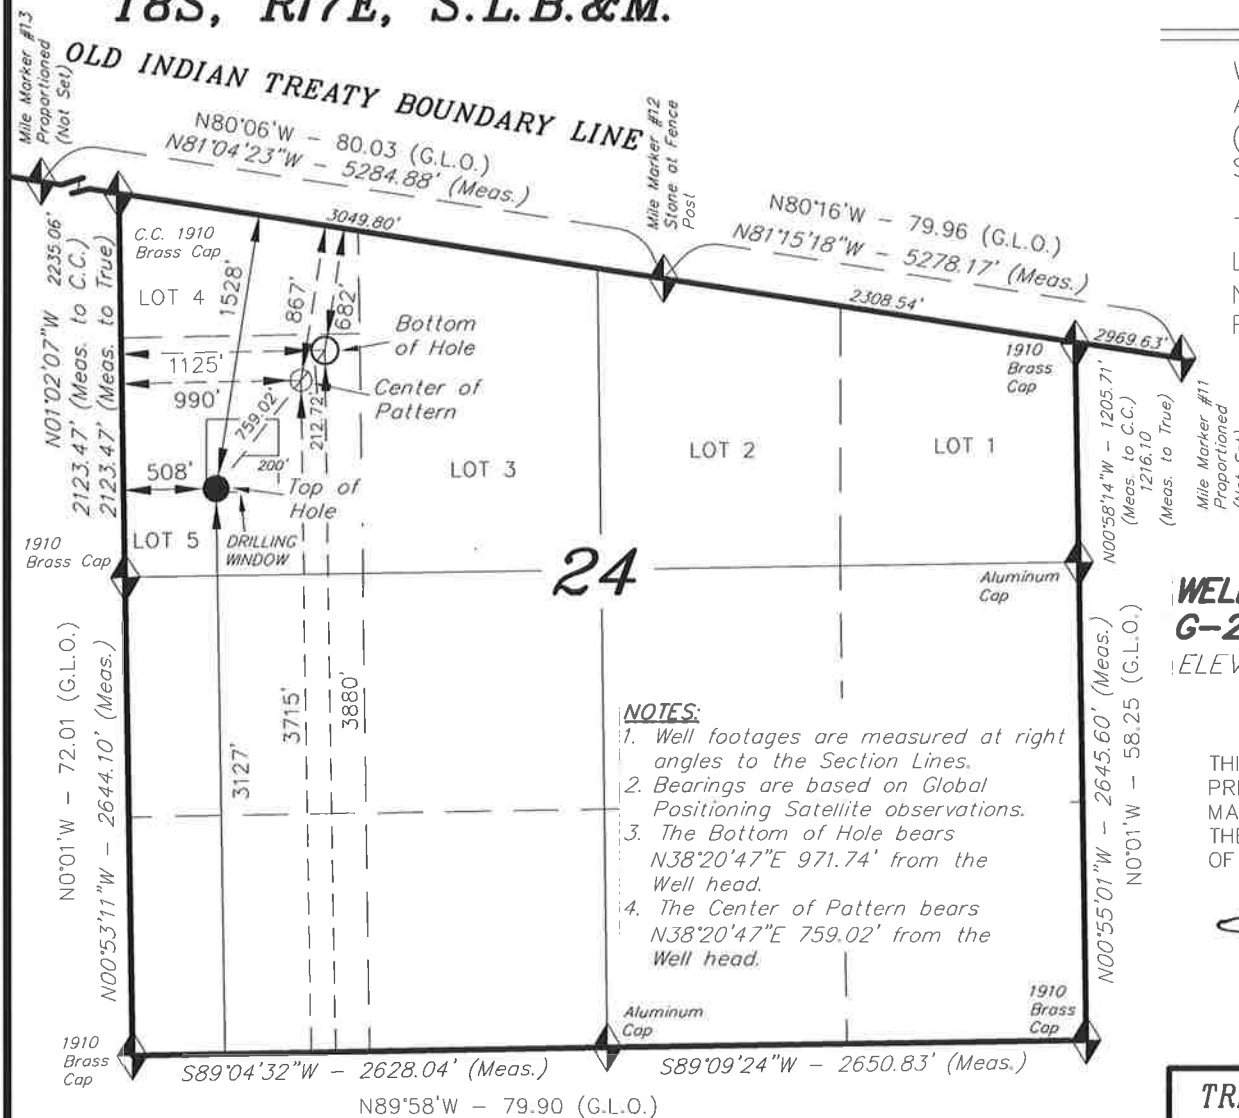 T8S, R17E, S.L.B.&M.
Mile Marker #13
Proportioned
(Not Set)
OLD INDIAN TREATY BOUNDARY LINE
N80°06'W - 80.03 (G.L.O.)
N81°04'23"W - 5284.88' (Meas.)
3049.80'
Mile Marker #12
Stone at Fence
Post
N80°16'W - 79.96 (G.L.O.)
N81°15'18"W - 5278.17' (Meas.)
2308.54'
2969.63'
2235.06'
N01°02'07"W
2123.47' (Meas. to C.C.)
2123.47' (Meas. to True)
C.C. 1910
Brass Cap
LOT 4
1528'
867'
682'
Bottom
of Hole
1125'
Center of
Pattern
990'
759.02'
212.72'
200'
508'
Top of
Hole
LOT 5
DRILLING
WINDOW
LOT 3
LOT 2
LOT 1
1910
Brass
Cap
N00°58'14"W - 1205.71'
(Meas. to C.C.)
1216.10
(Meas. to True)
Mile Marker #11
Proportioned
(Not Set)
1910
Brass Cap
24
Aluminum
Cap
WELL
G-2
ELEV
N0°01'W - 72.01 (G.L.O.)
N00°53'11"W - 2644.10' (Meas.)
3127'
3715'
3880'
NOTES:
1. Well footages are measured at right
angles to the Section Lines.
2. Bearings are based on Global
Positioning Satellite observations.
3. The Bottom of Hole bears
N38°20'47"E 971.74' from the
Well head.
4. The Center of Pattern bears
N38°20'47"E 759.02' from the
Well head.
N00°55'01"W - 2645.60' (Meas.)
N0°01'W - 58.25 (G.L.O.)
THI
PRE
MA
THE
OF
1910
Brass
Cap
Aluminum
Cap
1910
Brass
Cap
S89°04'32"W - 2628.04' (Meas.)
S89°09'24"W - 2650.83' (Meas.)
N89°58'W - 79.90 (G.L.O.)
TRI